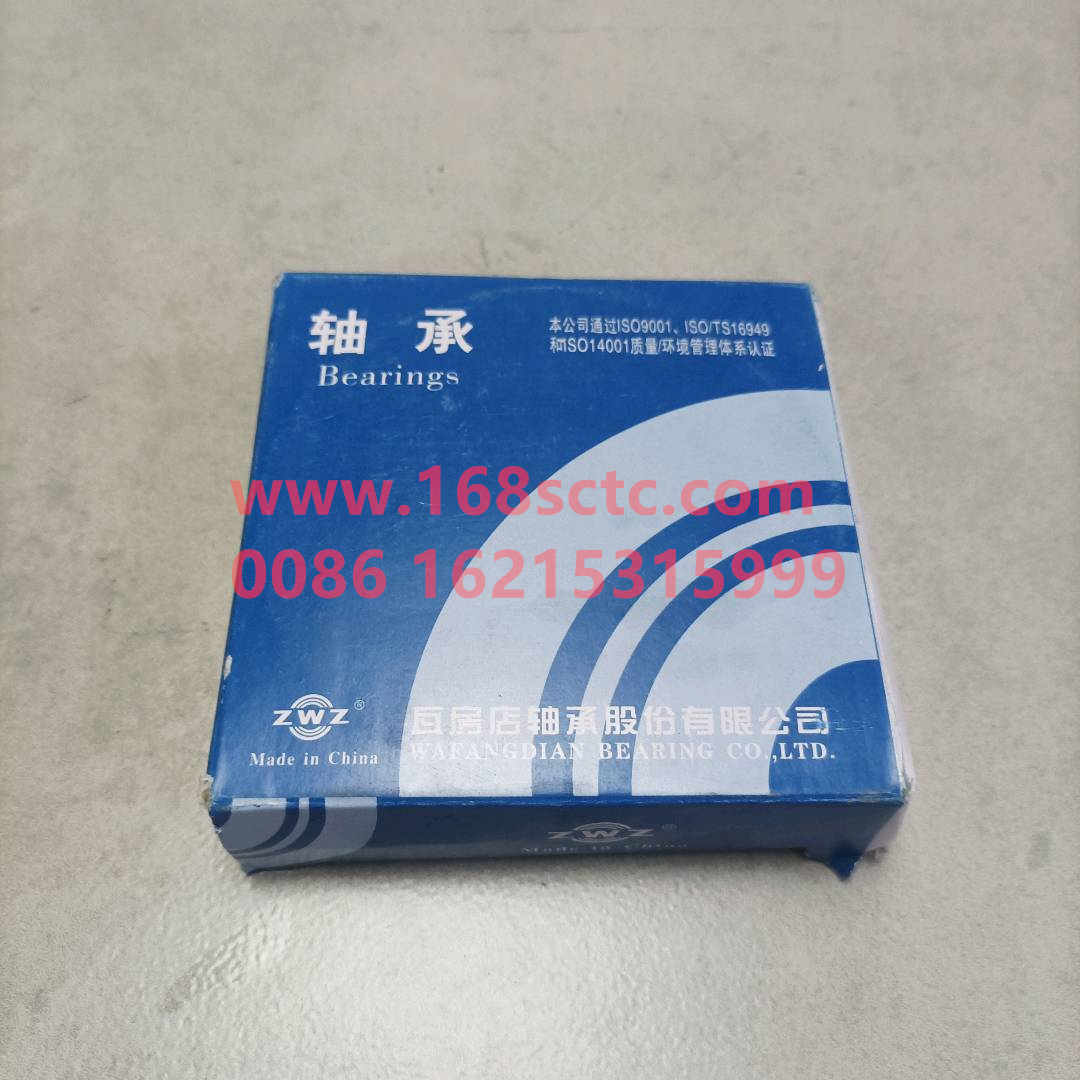 轴 承
Bearings
本公司通过ISO9001、ISO/TS16949
和ISO14001质量/环境管理体系认证
www.168sctc.com
0086 16215315999
ZWZ®
Made in China
瓦房店轴承股份有限公司
WAFANGDIAN BEARING CO.,LTD.
ZWZ®
Made in China